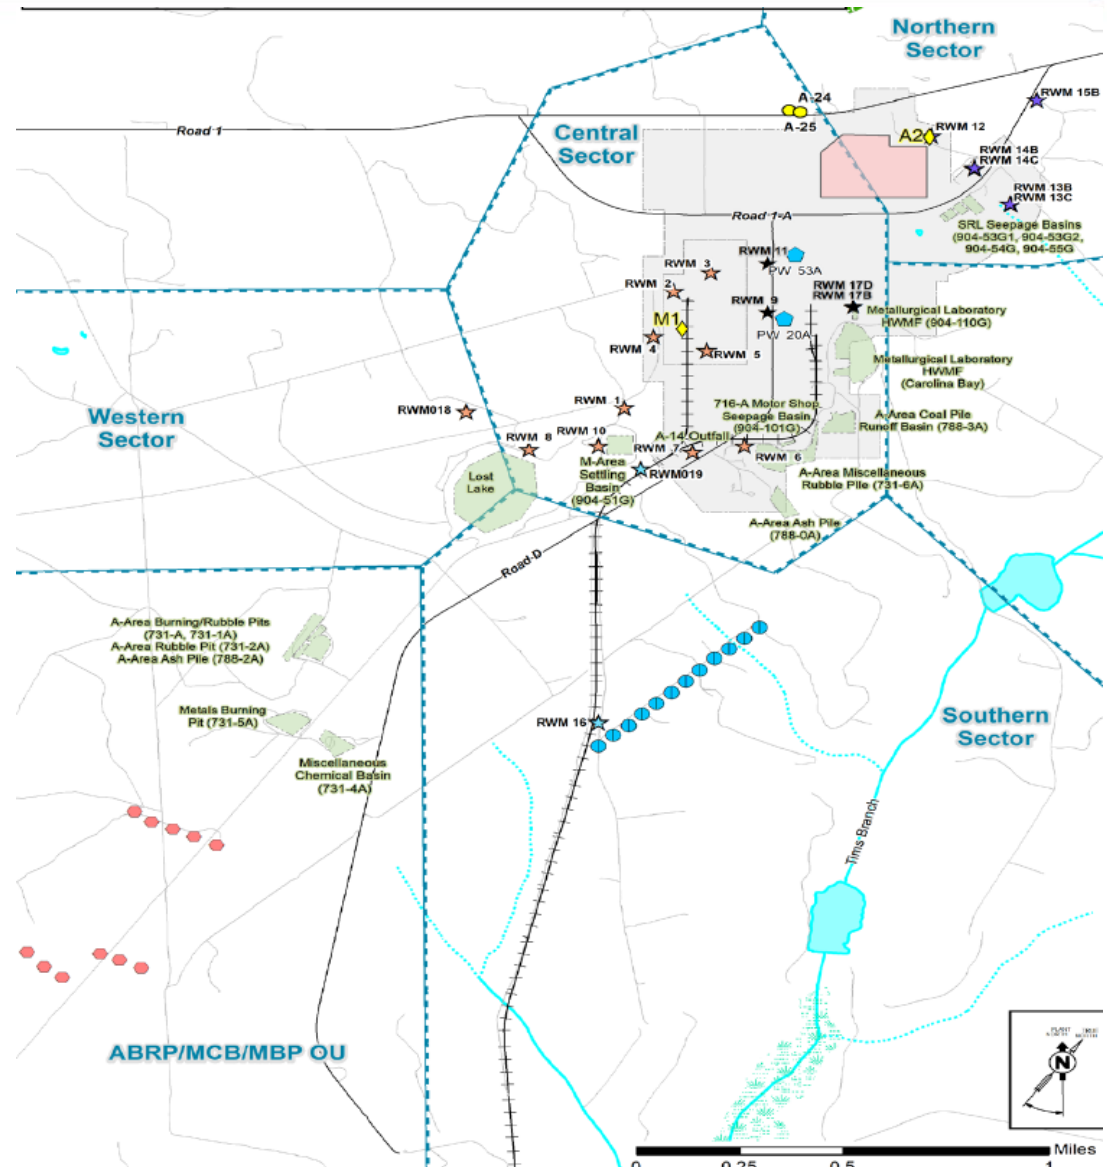 Northern
Sector
A-24
A-25
RWM 15B
Road 1
Central
Sector
A2
RWM 12
RWM 14B
RWM 14C
RWM 13B
RWM 13C
Road 1-A
SRL Seepage Basins
(904-53G1, 904-53G2,
904-54G, 904-55G
RWM 11
PW 53A
RWM 3
RWM 2
RWM 17D
RWM 17B
RWM 9
PW 20A
M1
Metallurgical Laboratory
HWMF (904-110G)
RWM 4
RWM 5
Metallurgical Laboratory
HWMF
(Carolina Bay)
Western
Sector
RWM018
RWM 1
716-A Motor Shop
Seepage Basin
(904-101G)
A-Area Coal Pile
Runoff Basin (788-3A)
RWM 8
RWM 10
A-14 Outfall
RWM 7
RWM 6
RWM019
M-Area
Settling
Basin
(904-51G)
Lost
Lake
A-Area Miscellaneous
Rubble Pile (731-6A)
A-Area Ash Pile
(788-0A)
Road D
A-Area Burning/Rubble Pits
(731-A, 731-1A)
A-Area Rubble Pit (731-2A)
A-Area Ash Pile (788-2A)
Metals Burning
Pit (731-5A)
Miscellaneous
Chemical Basin
(731-4A)
RWM 16
Southern
Sector
Tims Branch
ABRP/MCB/MBP OU
PLANT
NORTH
TRUE
NORTH
N
Miles
0 0.25 0.5 1